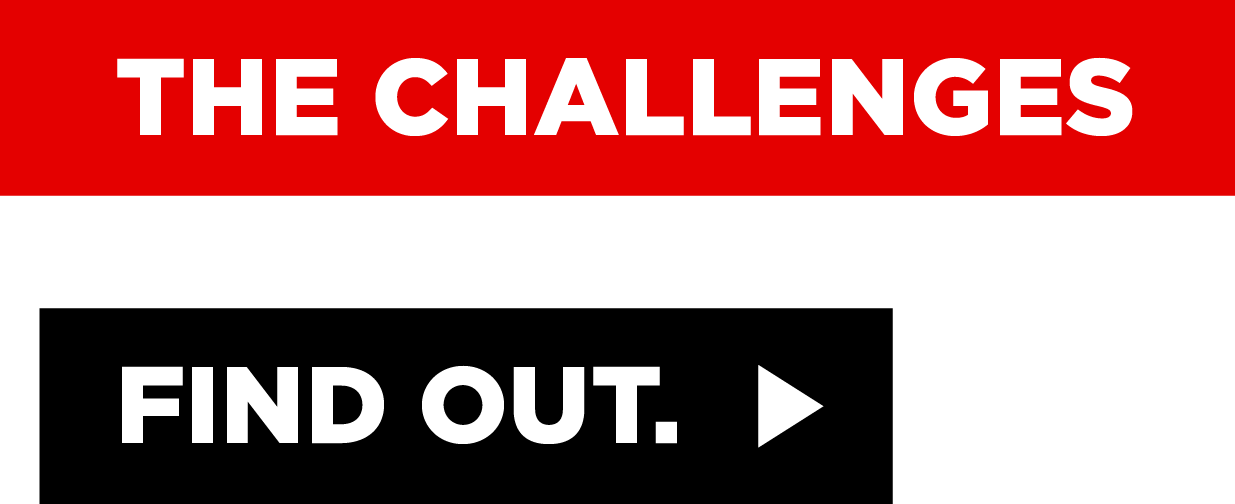 THE CHALLENGES
FIND OUT.